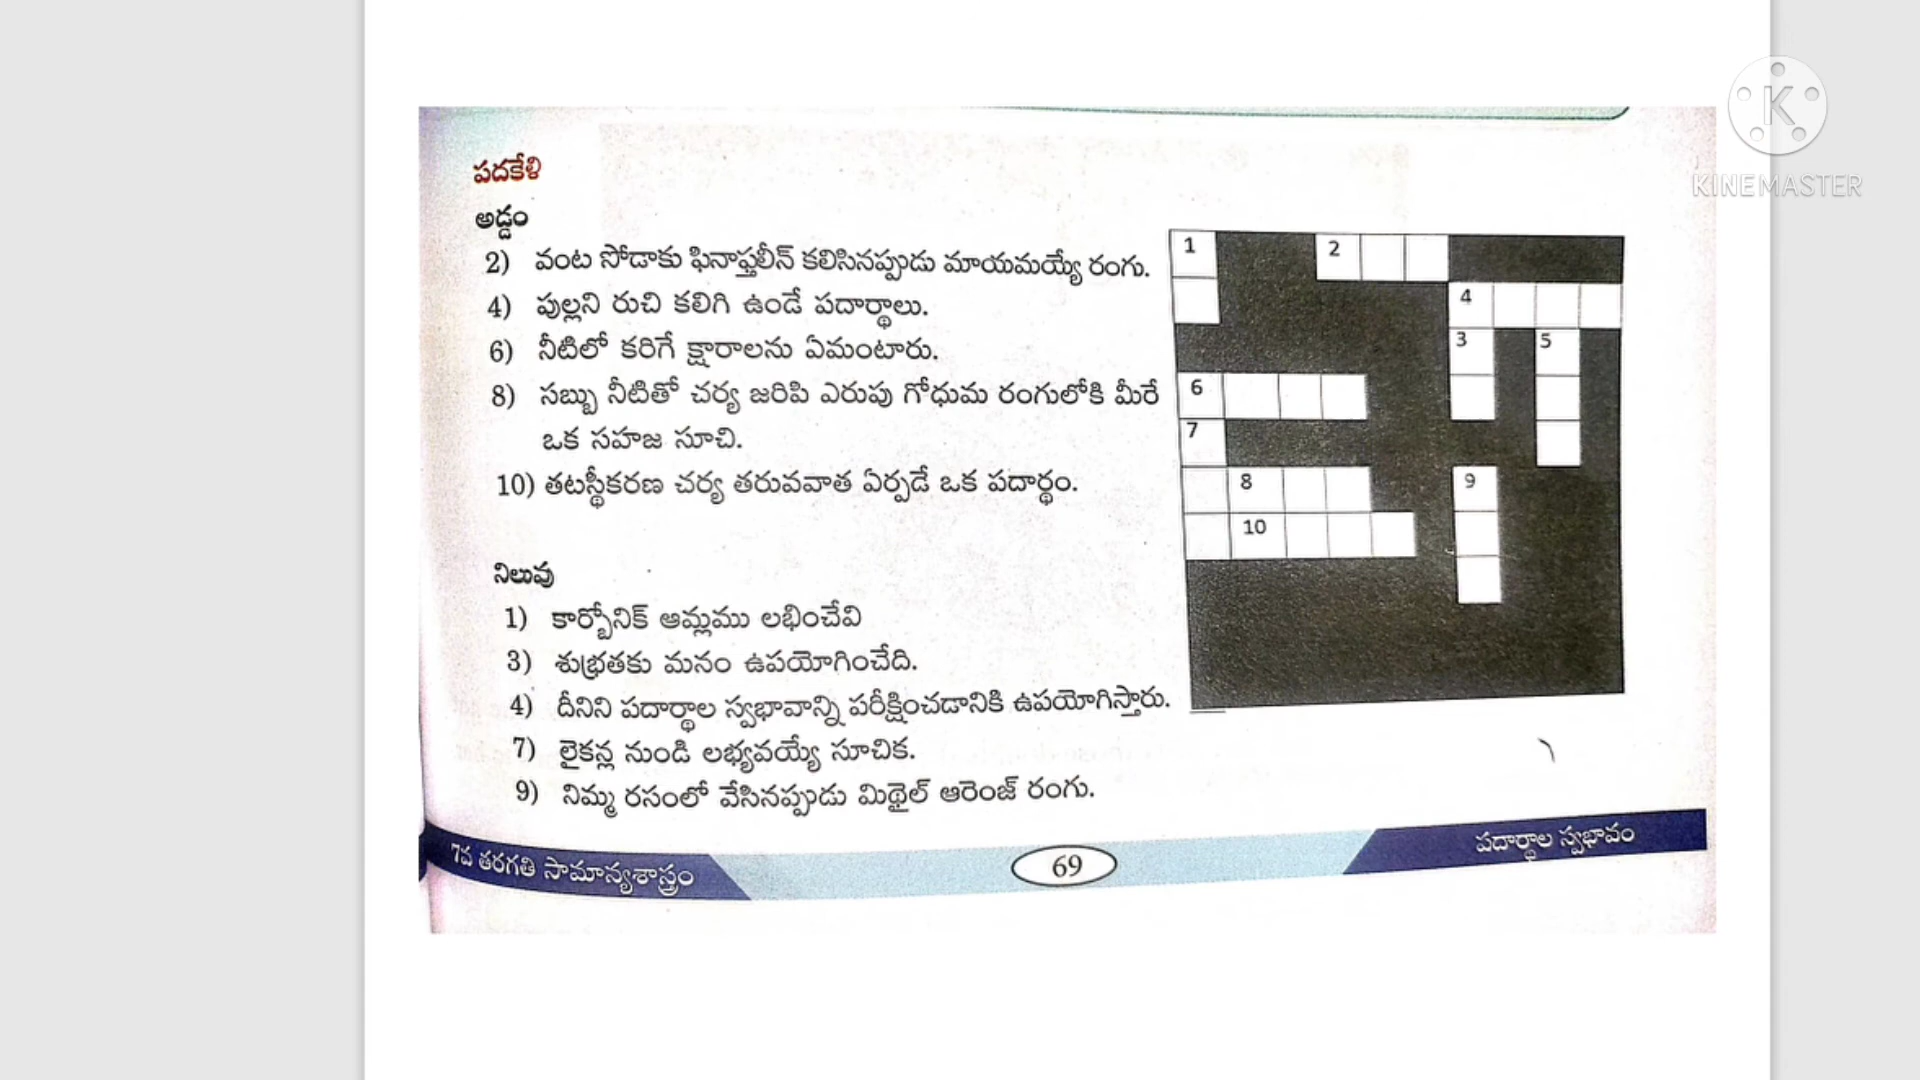 పదకేళి
అడ్డం
2) వంట సోడాకు ఫినాఫ్తలీన్ కలిసినప్పుడు మాయమయ్యే రంగు.
4) పుల్లని రుచి కలిగి ఉండే పదార్థాలు.
6) నీటిలో కరిగే క్షారాలను ఏమంటారు.
8) సబ్బు నీటితో చర్య జరిపి ఎరుపు గోధుమ రంగులోకి మీరే
ఒక సహజ సూచి.
10) తటస్థీకరణ చర్య తరువవాత ఏర్పడే ఒక పదార్థం.
నిలువు
1) కార్బోనిక్ ఆమ్లము లభించేవి
3) శుభ్రతకు మనం ఉపయోగించేది.
4) దీనిని పదార్థాల స్వభావాన్ని పరీక్షించడానికి ఉపయోగిస్తారు.
7) లైకన్ల నుండి లభ్యవయ్యే సూచిక.
9) నిమ్మ రసంలో వేసినప్పుడు మిథైల్ ఆరెంజ్ రంగు.
1 2
4
3 5
6
7
8 9
10
7వ తరగతి సామాన్యశాస్త్రం
69
పదార్థాల స్వభావం
K
KINEMASTER